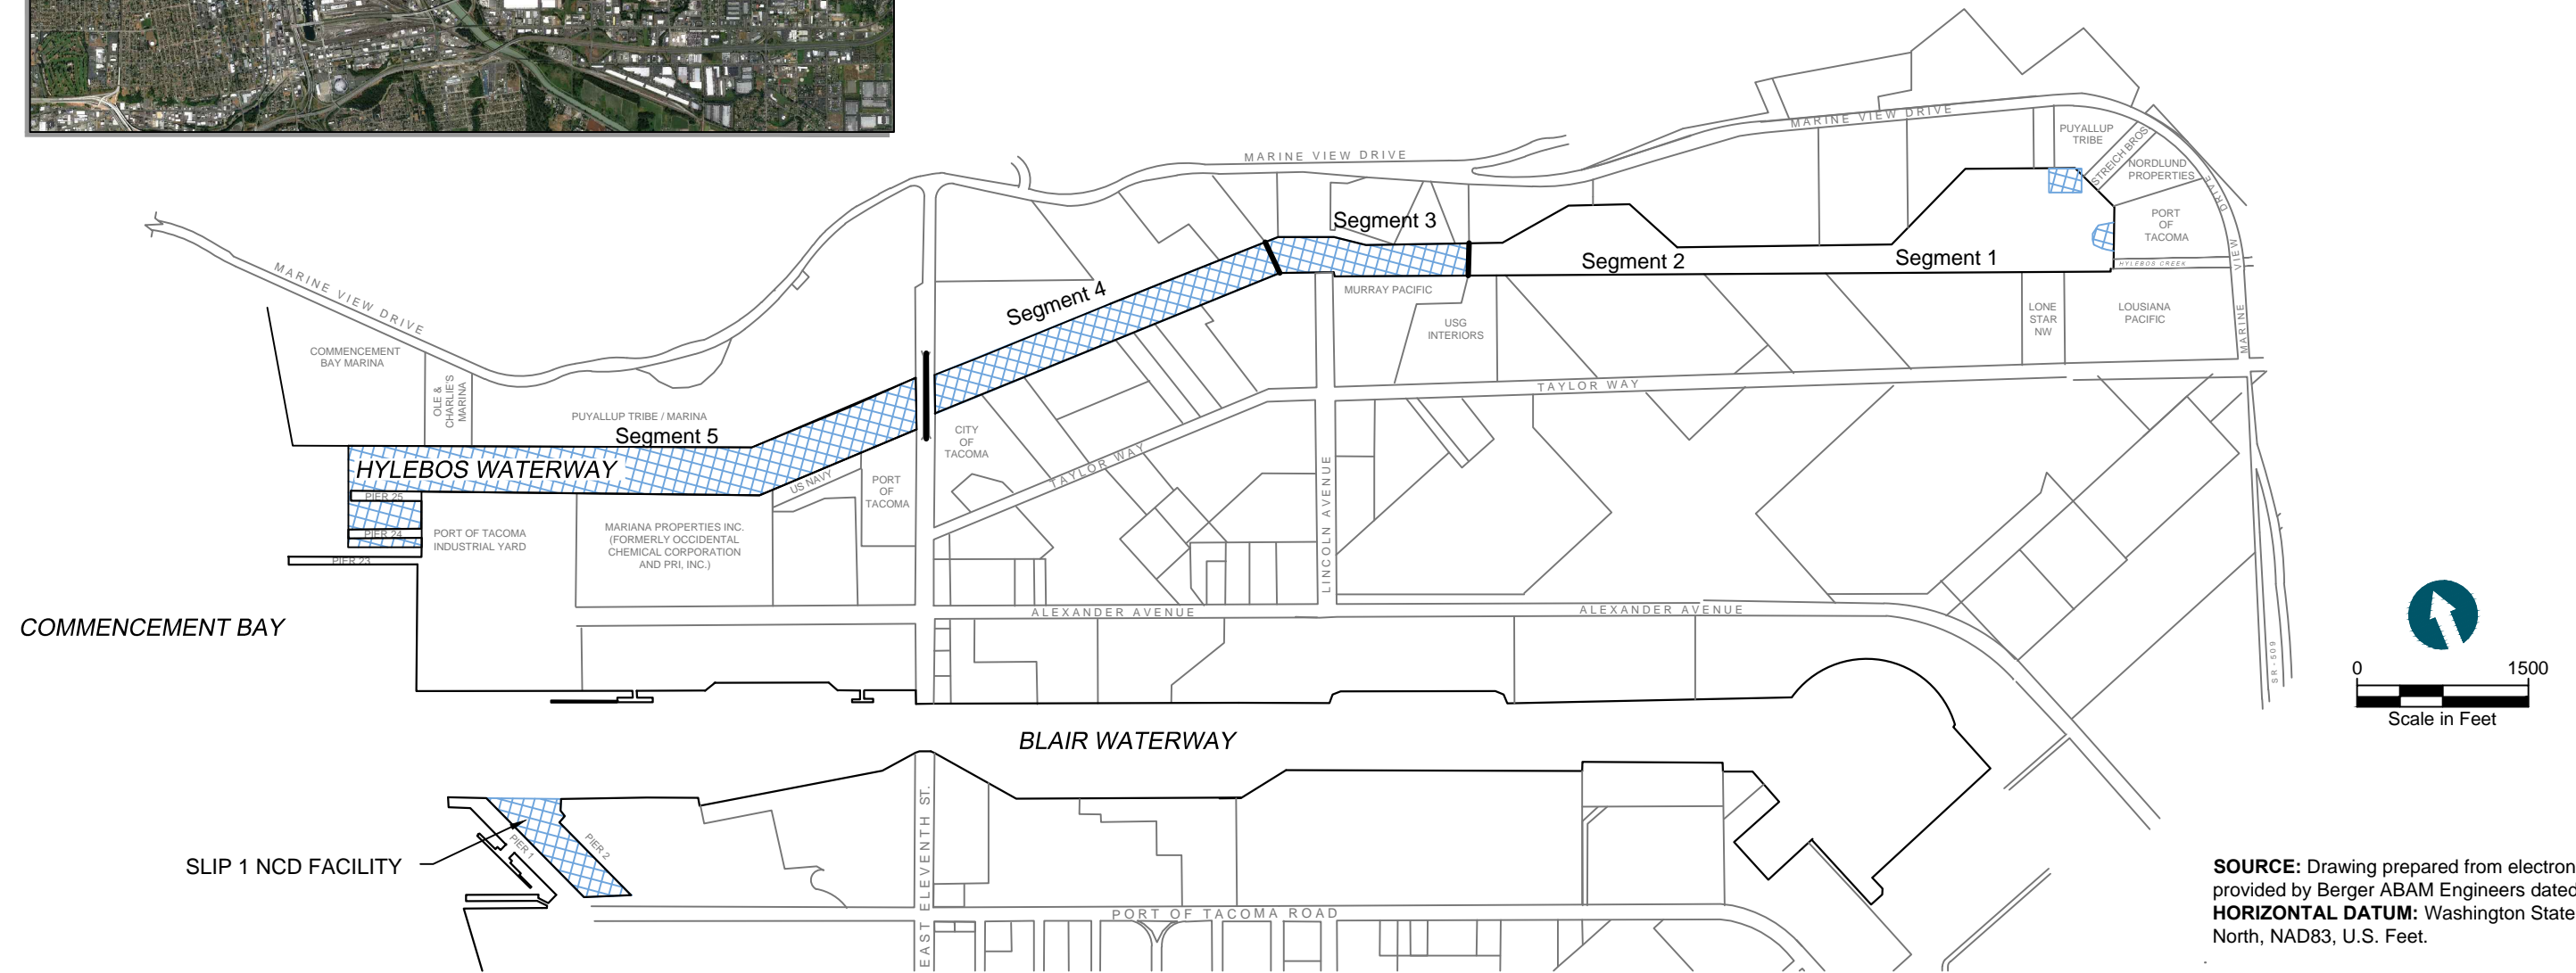 MARINE VIEW DRIVE
MARINE VIEW DRIVE
PUYALLUP
TRIBE
STREICH BROS
NORDLUND
PROPERTIES
MARINE VIEW DRIVE
PORT
OF
TACOMA
HYLEBOS CREEK
Segment 3
Segment 2
Segment 1
MARINE VIEW DRIVE
Segment 4
MURRAY PACIFIC
USG
INTERIORS
LONE
STAR
NW
LOUSIANA
PACIFIC
COMMENCEMENT
BAY MARINA
OLE &
CHARLIE'S
MARINA
PUYALLUP TRIBE / MARINA
Segment 5
TAYLOR WAY
CITY
OF
TACOMA
HYLEBOS WATERWAY
TAYLOR WAY
US NAVY
PORT
OF
TACOMA
PIER 25
PIER 24
PIER 23
PORT OF TACOMA
INDUSTRIAL YARD
MARIANA PROPERTIES INC.
(FORMERLY OCCIDENTAL
CHEMICAL CORPORATION
AND PRI, INC.)
LINCOLN AVENUE
ALEXANDER AVENUE
ALEXANDER AVENUE
COMMENCEMENT BAY
SR-509
0 1500
Scale in Feet
BLAIR WATERWAY
EAST ELEVENTH ST.
PIER 1
PIER 2
SLIP 1 NCD FACILITY
PORT OF TACOMA ROAD
SOURCE: Drawing prepared from electron
provided by Berger ABAM Engineers dated
HORIZONTAL DATUM: Washington State
North, NAD83, U.S. Feet.